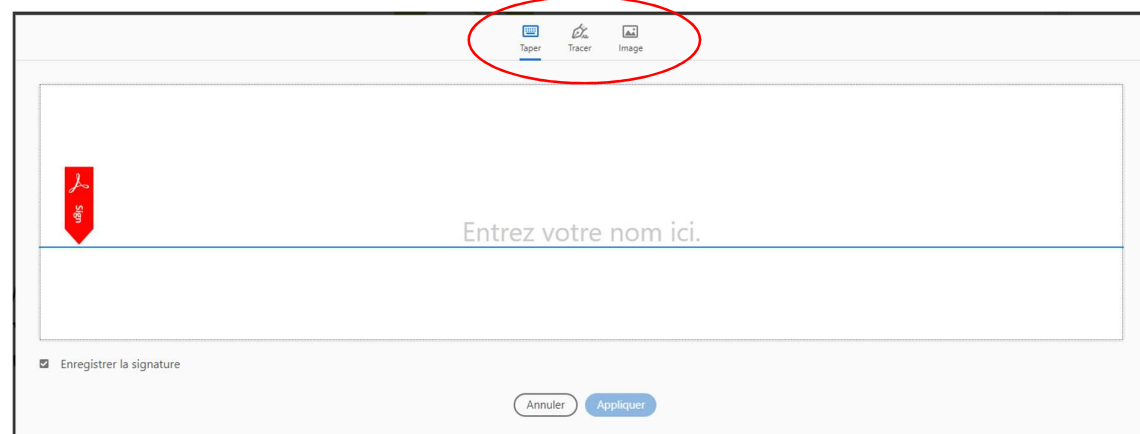 Taper Tracer Image
Sign
Entrez votre nom ici.
Enregistrer la signature
Annuler Appliquer